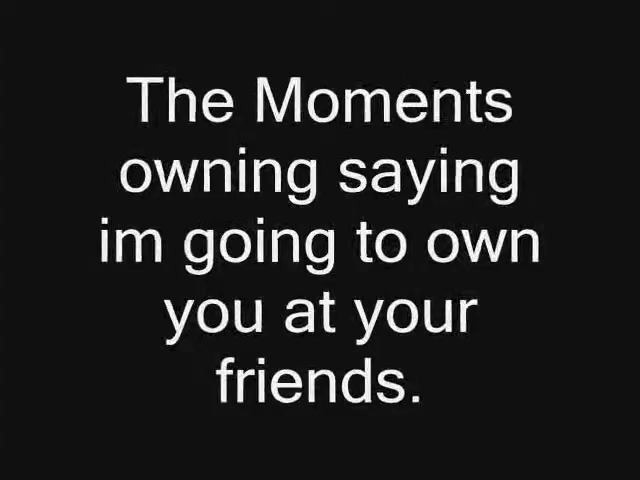 The Moments
owning saying
im going to own
you at your
friends.